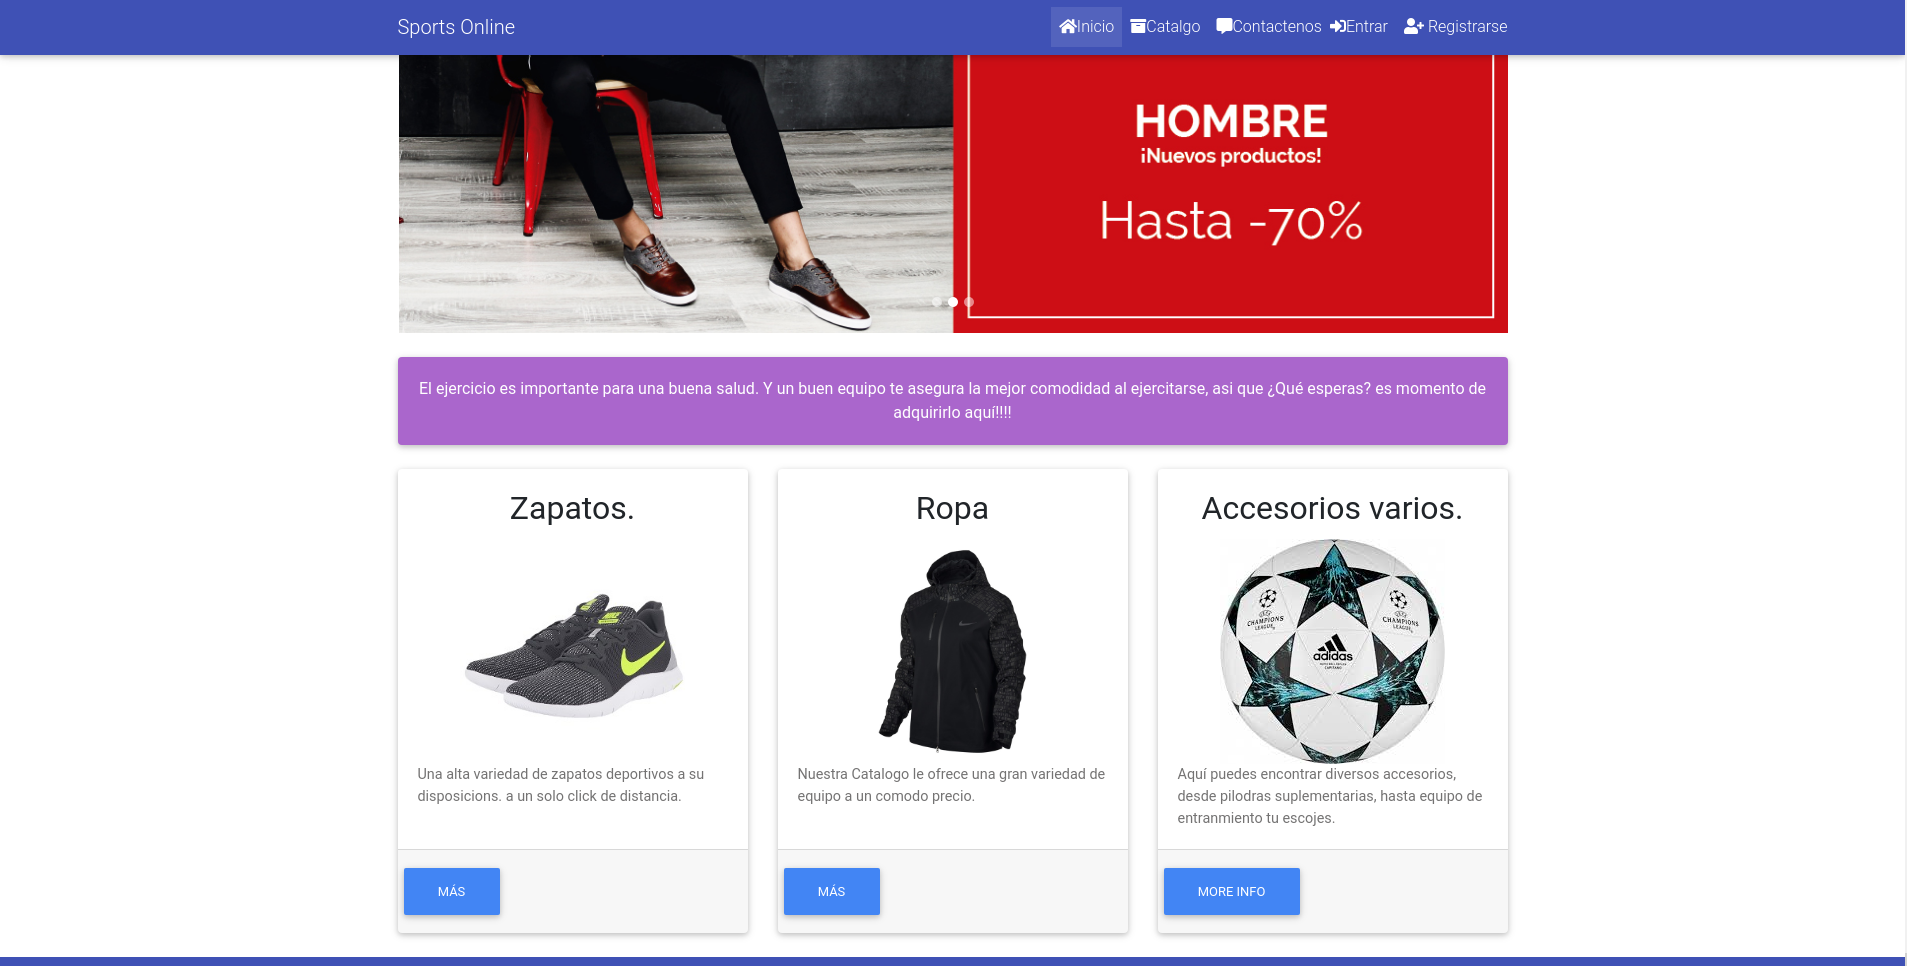 Sports Online
Inicio
Catalgo
Contactenos
Entrar
Registrarse
HOMBRE
¡Nuevos productos!
Hasta -70%
El ejercicio es importante para una buena salud. Y un buen equipo te asegura la mejor comodidad al ejercitarse, asi que ¿Qué esperas? es momento de
adquirirlo aquí!!!!
Zapatos.
Una alta variedad de zapatos deportivos a su
disposicions. a un solo click de distancia.
MÁS
Ropa
Nuestra Catalogo le ofrece una gran variedad de
equipo a un comodo precio.
MÁS
Accesorios varios.
CHAMPIONS
LEAGUE
CHAMPIONS
LEAGUE
adidas
Aquí puedes encontrar diversos accesorios,
desde pilodras suplementarias, hasta equipo de
entranmiento tu escojes.
MORE INFO